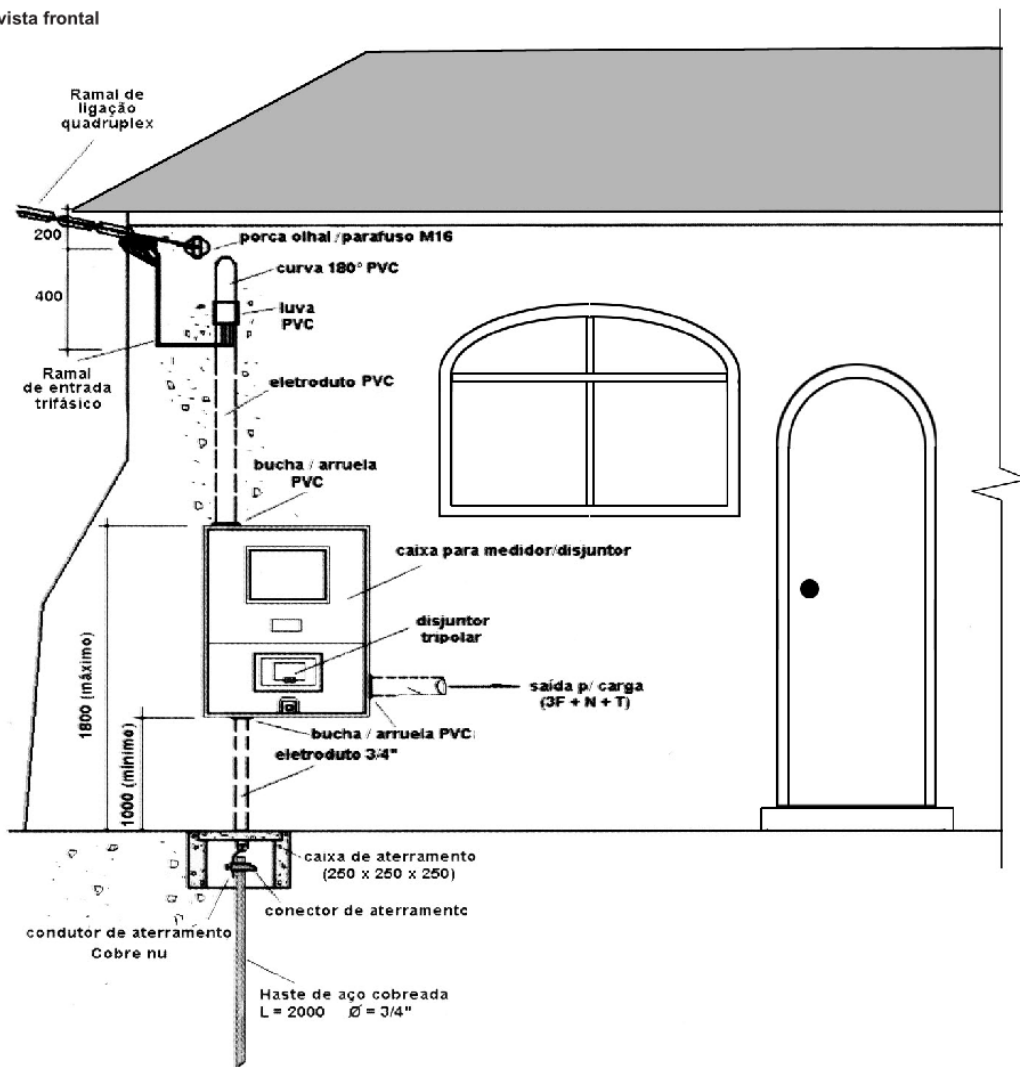 vista frontal
Ramal de
ligação
quadruplex
200
400
porca olhal / parafuso M16
curva 180° PVC
luva
PVC
Ramal
de entrada
trifásico
eletroduto PVC
bucha / arruela
PVC
caixa para medidor/disjuntor
disjuntor
tripolar
saída p/ carga
(3F + N + T)
1800 (máximo)
1000 (mínimo)
bucha / arruela PVC
eletroduto 3/4"
caixa de aterramento
(250 x 250 x 250)
conector de aterramento
condutor de aterramento
Cobre nu
Haste de aço cobreada
L = 2000 Ø = 3/4"